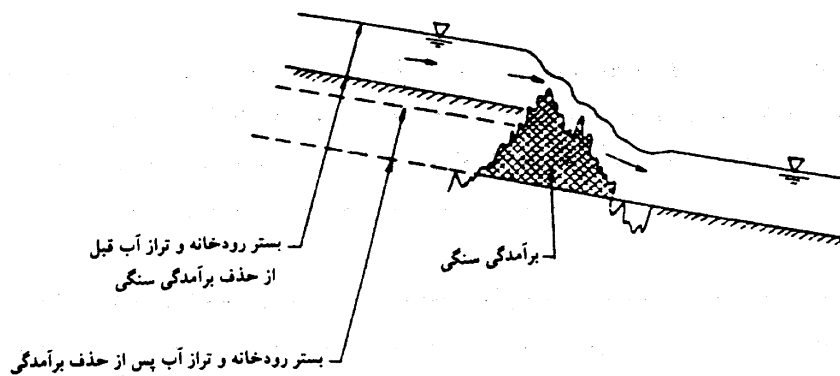 بستر رودخانه و تراز آب قبل
از حذف برآمدگی سنگی
برآمدگی سنگی
بستر رودخانه و تراز آب پس از حذف برآمدگی